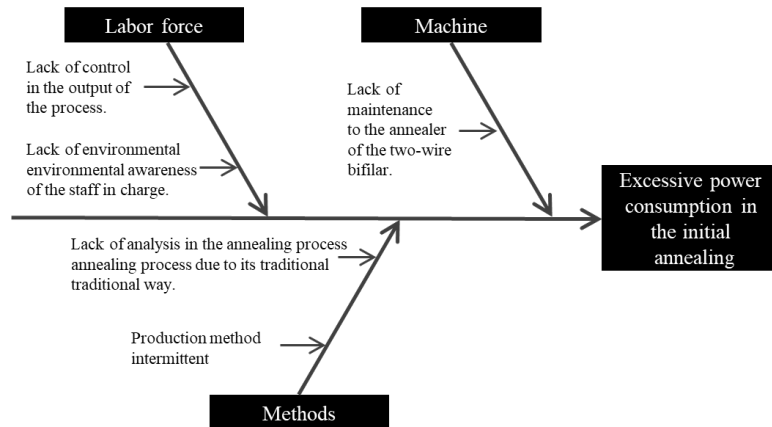 Labor force
Machine
Lack of control
in the output of
the process.
Lack of environmental
environmental awareness
of the staff in charge.
Lack of
maintenance
to the annealer
of the two-wire
bifilar.
Excessive power
consumption in
the initial
annealing
Lack of analysis in the annealing process
annealing process due to its traditional
traditional way.
Production method
intermittent
Methods